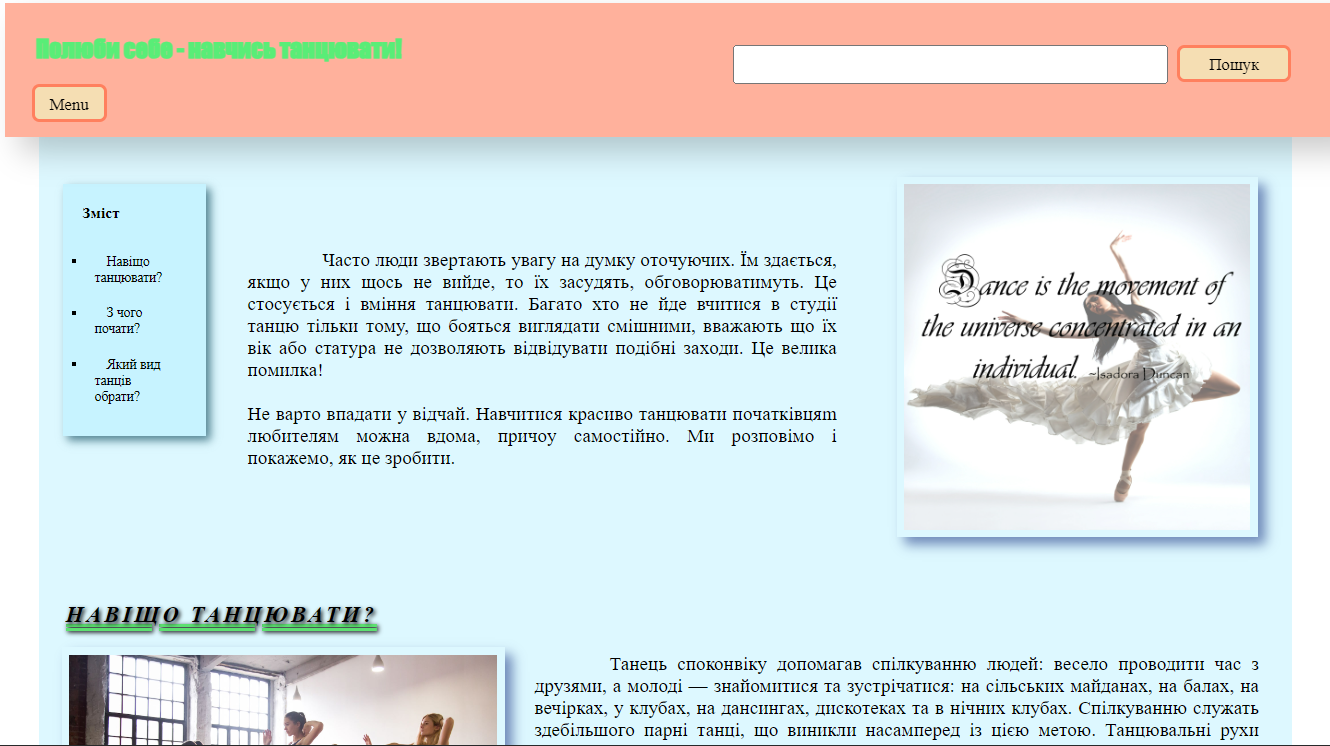 Полюби себе - навчись танцювати!
Пошук
Menu
Зміст
Навіщо
танцювати?
З чого
почати?
Який вид
танців
обрати?
Часто люди звертають увагу на думку оточуючих. Їм здається,
якщо у них щось не вийде, то їх засудять, обговорюватимуть. Це
стосується і вміння танцювати. Багато хто не йде вчитися в студії
танцю тільки тому, що бояться виглядати смішними, вважають що їх
вік або статура не дозволяють відвідувати подібні заходи. Це велика
помилка!
Не варто впадати у відчай. Навчитися красиво танцювати початківцям
любителям можна вдома, причоу самостійно. Ми розповімо і
покажемо, як це зробити.
Dance is the movement of
the universe concentrated in an
individual. ~Isadora Duncan
НАВІЩО ТАНЦЮВАТИ?
Танець споконвіку допомагав спілкуванню людей: весело проводити час з
друзями, а молоді — знайомитися та зустрічатися: на сільських майданах, на балах, на
вечірках, у клубах, на дансингах, дискотеках та в нічних клубах. Спілкуванню служать
здебільшого парні танці, що виникли насамперед із цією метою. Танцювальні рухи